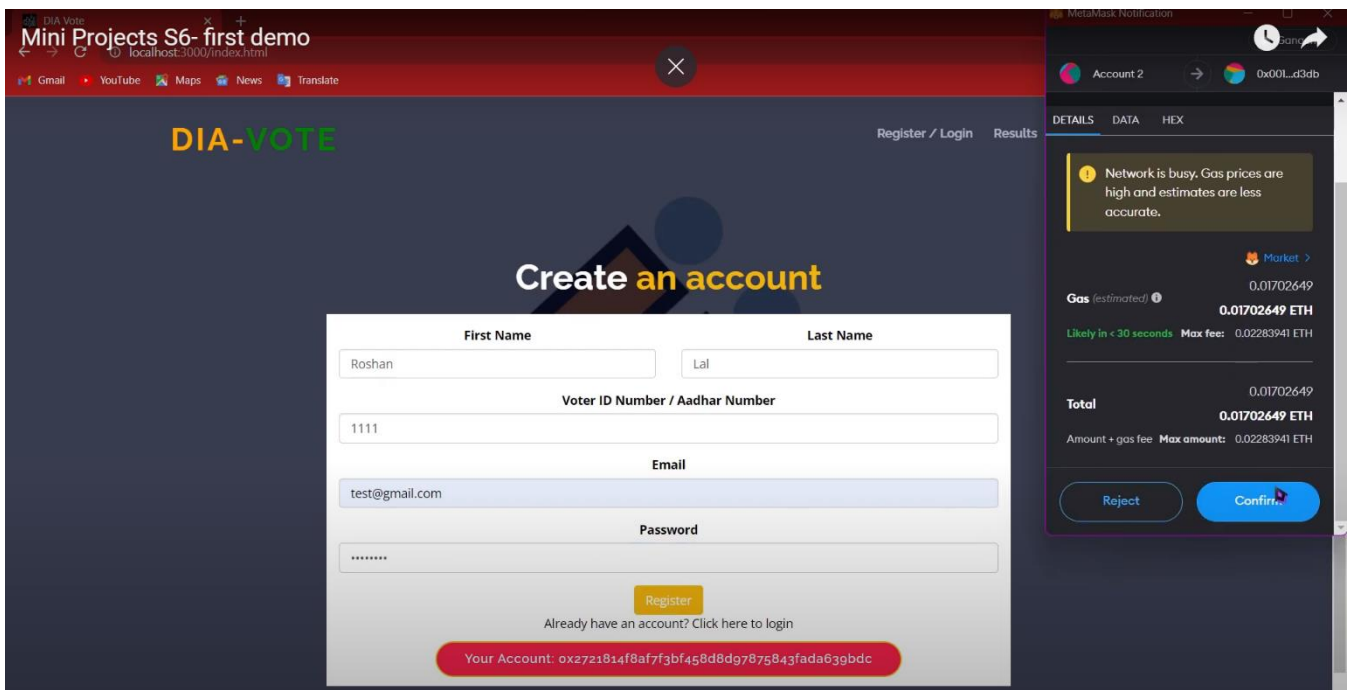 DIA Vote
Mini Projects S6- first demo
localhost:3000/index.html
Gmail YouTube Maps News Translate
DIA-VOTE
Register / Login Results
Create an account
First Name Last Name
Roshan Lal
Voter ID Number / Aadhar Number
1111
Email
test@gmail.com
Password
••••••••
Register
Already have an account? Click here to login
Your Account: 0x2721814f8af7f3bf458d8d97875843fada639bdc
MetaMask Notification
Account 2 0x001...d3db
DETAILS DATA HEX
Network is busy. Gas prices are
high and estimates are less
accurate.
Market >
0.01702649
Gas (estimated) 0.01702649 ETH
Likely in < 30 seconds Max fee: 0.02283941 ETH
0.01702649
Total 0.01702649 ETH
Amount + gas fee Max amount: 0.02283941 ETH
Reject Confirm